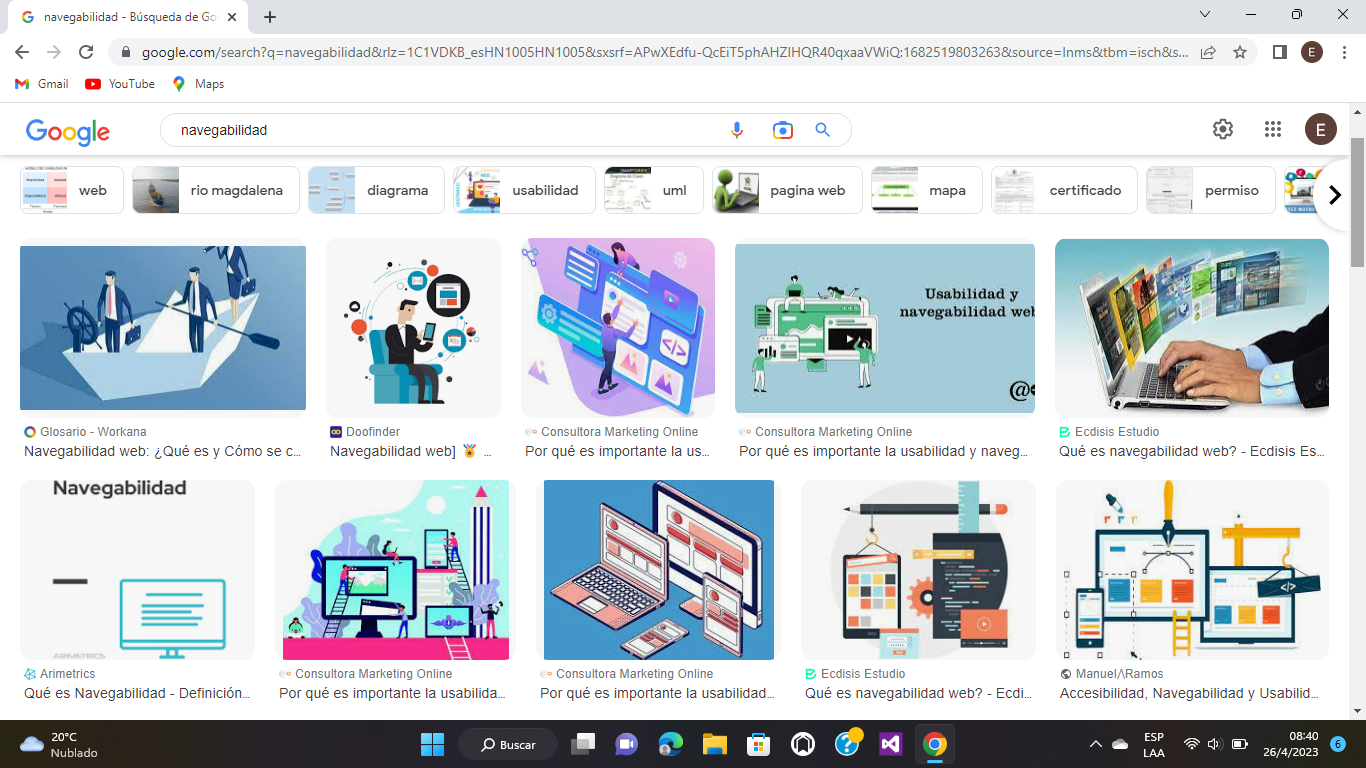 navegabilidad - Búsqueda de Go
google.com/search?q=navegabilidad&rlz=1C1VDKB_esHN1005HN1005&sxsrf=APwXEdfu-QcEiT5phAHZlHQR40qxaaVWiQ:1682519803263&source=lnms&tbm=isch&s...
E
Gmail YouTube Maps
Google navegabilidad E
web rio magdalena diagrama usabilidad uml pagina web mapa certificado permiso
Usabilidad y
navegabilidad web
Glosario - Workana Doofinder Consultora Marketing Online Consultora Marketing Online Ecdisis Estudio
Navegabilidad web: ¿Qué es y Cómo se c... Navegabilidad web] 🏅 ... Por qué es importante la us... Por qué es importante la usabilidad y naveg... Qué es navegabilidad web? - Ecdisis Es...
Navegabilidad
ARIMETRICS
Arimetrics Consultora Marketing Online Consultora Marketing Online Ecdisis Estudio Manuel/\Ramos
Qué es Navegabilidad - Definición... Por qué es importante la usabilida... Por qué es importante la usabilidad... Qué es navegabilidad web? - Ecdi... Accesibilidad, Navegabilidad y Usabilid...
20°C
Nublado
Buscar
ESP
LAA
08:40
26/4/2023
6